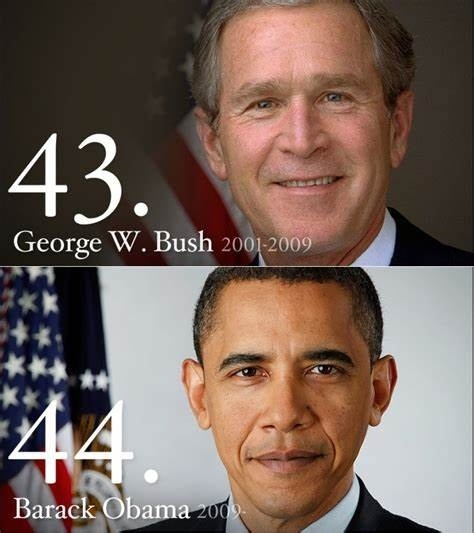 43.
George W. Bush 2001-2009
44.
Barack Obama 2009-